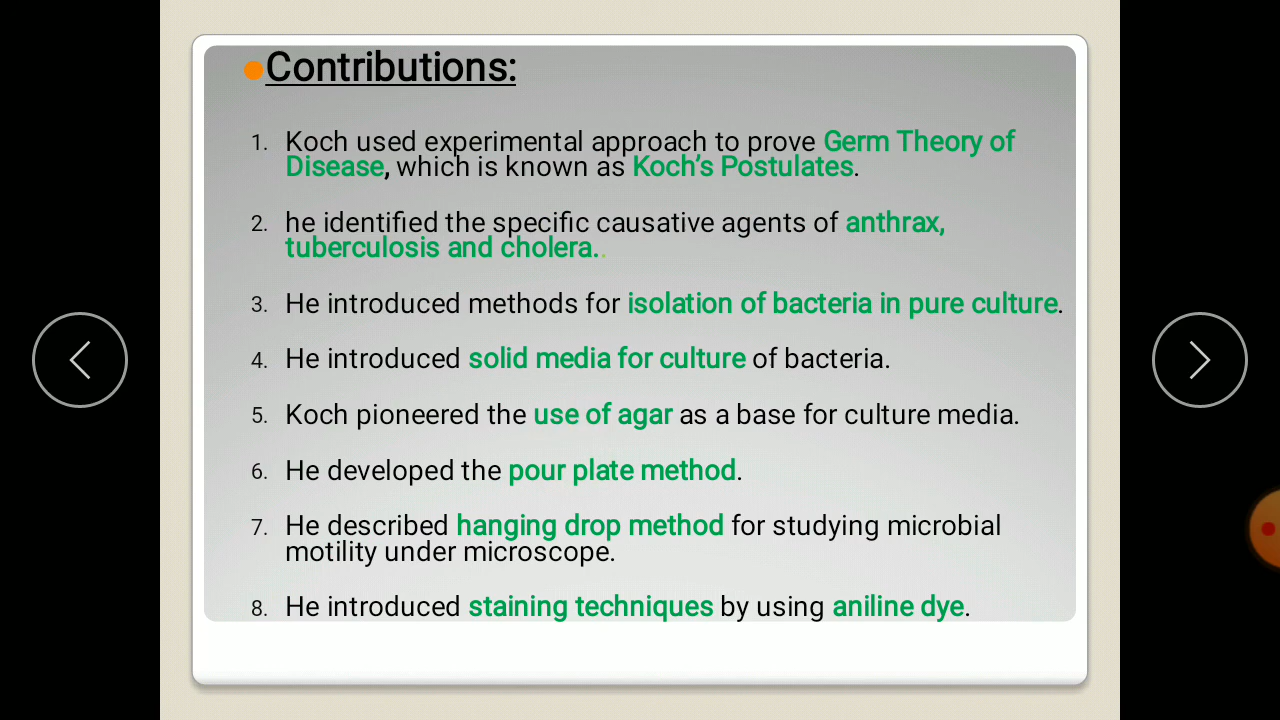 Contributions:
1. Koch used experimental approach to prove Germ Theory of
Disease, which is known as Koch’s Postulates.
2. he identified the specific causative agents of anthrax,
tuberculosis and cholera..
3. He introduced methods for isolation of bacteria in pure culture.
4. He introduced solid media for culture of bacteria.
5. Koch pioneered the use of agar as a base for culture media.
6. He developed the pour plate method.
7. He described hanging drop method for studying microbial
motility under microscope.
8. He introduced staining techniques by using aniline dye.